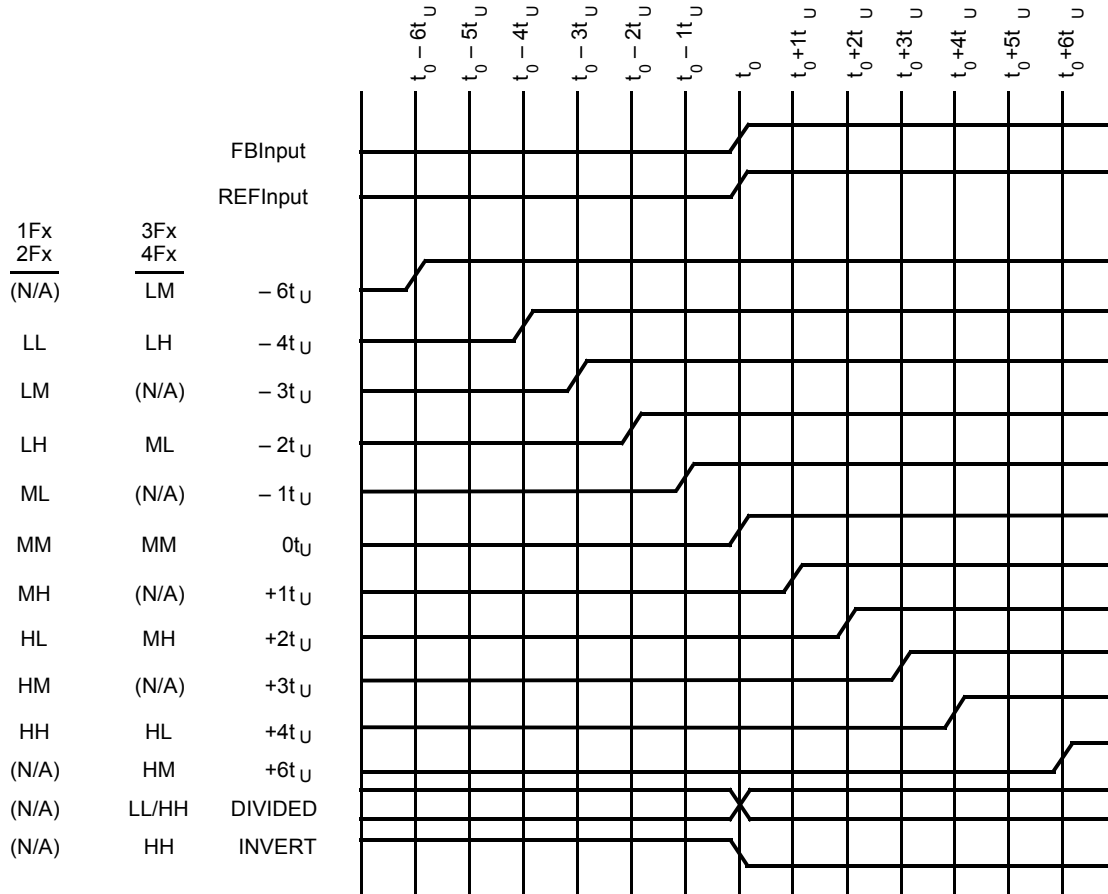 t0 – 6tU
t0 – 5tU
t0 – 4tU
t0 – 3tU
t0 – 2tU
t0 – 1tU
t0
t0+1tU
t0+2tU
t0+3tU
t0+4tU
t0+5tU
t0+6tU
FBInput
REFInput
1Fx 3Fx
2Fx 4Fx
(N/A) LM – 6tU
LL LH – 4tU
LM (N/A) – 3tU
LH ML – 2tU
ML (N/A) – 1tU
MM MM 0tU
MH (N/A) +1tU
HL MH +2tU
HM (N/A) +3tU
HH HL +4tU
(N/A) HM +6tU
(N/A) LL/HH DIVIDED
(N/A) HH INVERT